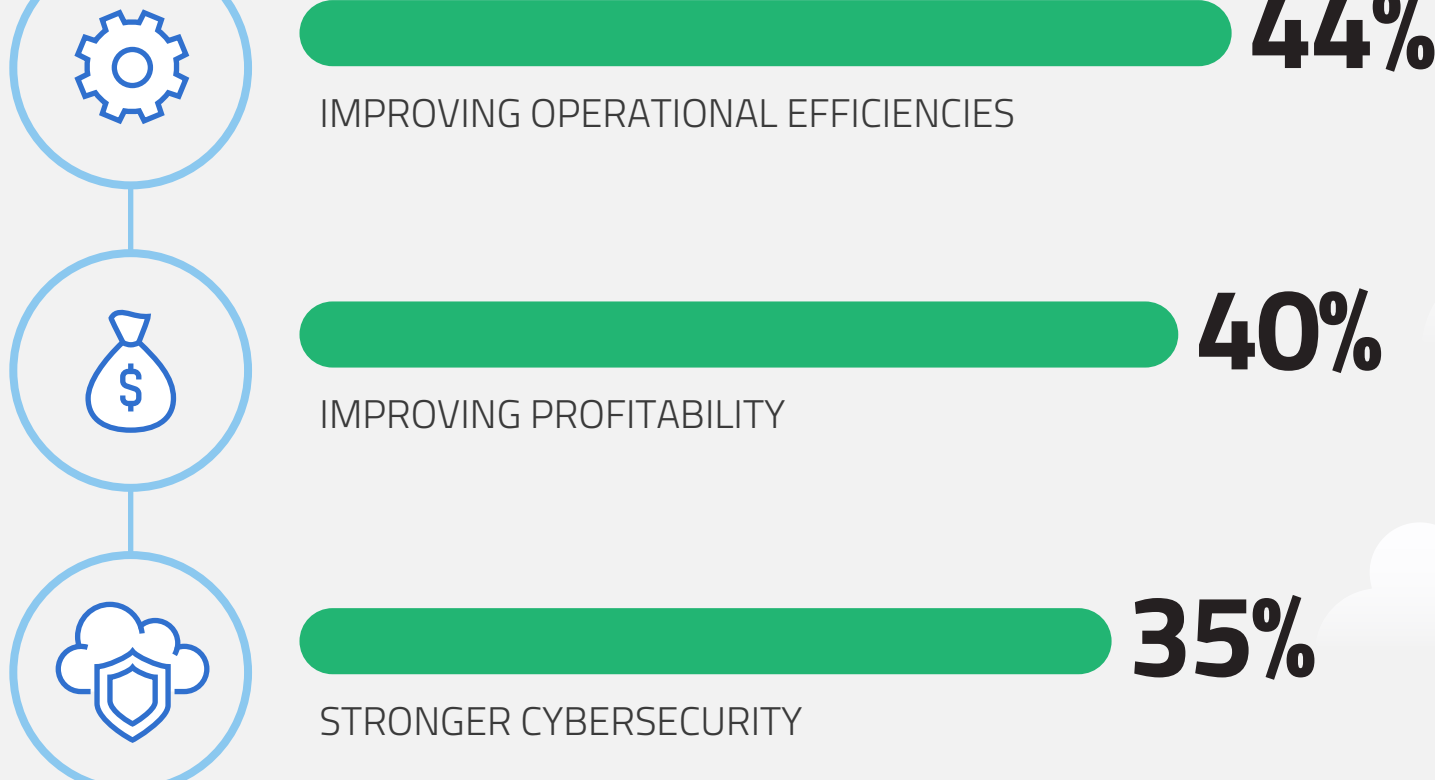 44%
IMPROVING OPERATIONAL EFFICIENCIES
40%
$
IMPROVING PROFITABILITY
35%
STRONGER CYBERSECURITY